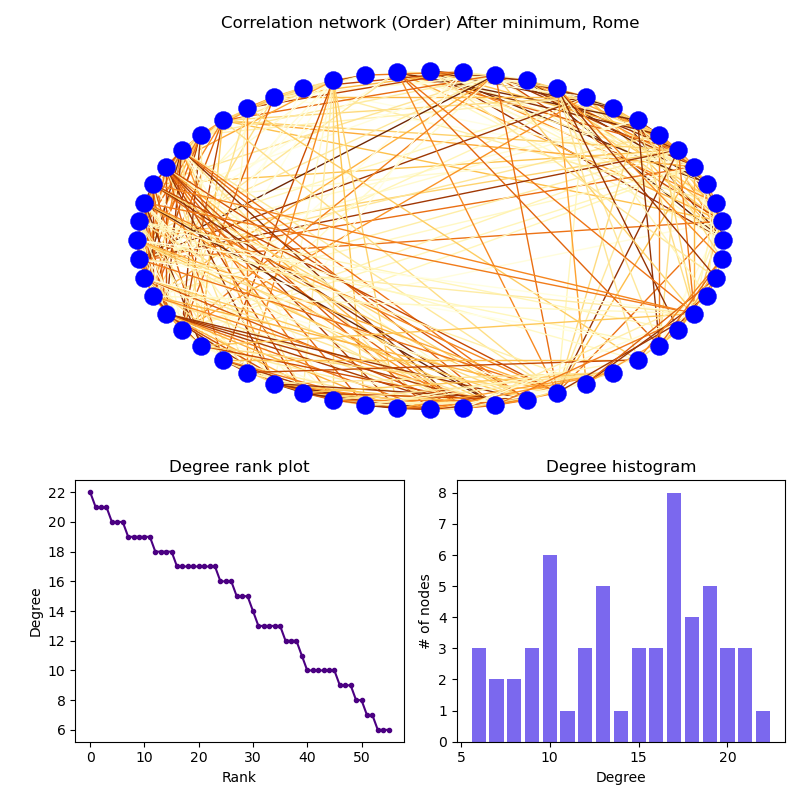 Correlation network (Order) After minimum, Rome
Degree rank plot
Degree
22
20
18
16
14
12
10
8
6
0 10 20 30 40 50
Rank
Degree histogram
# of nodes
8
7
6
5
4
3
2
1
0
5 10 15 20
Degree